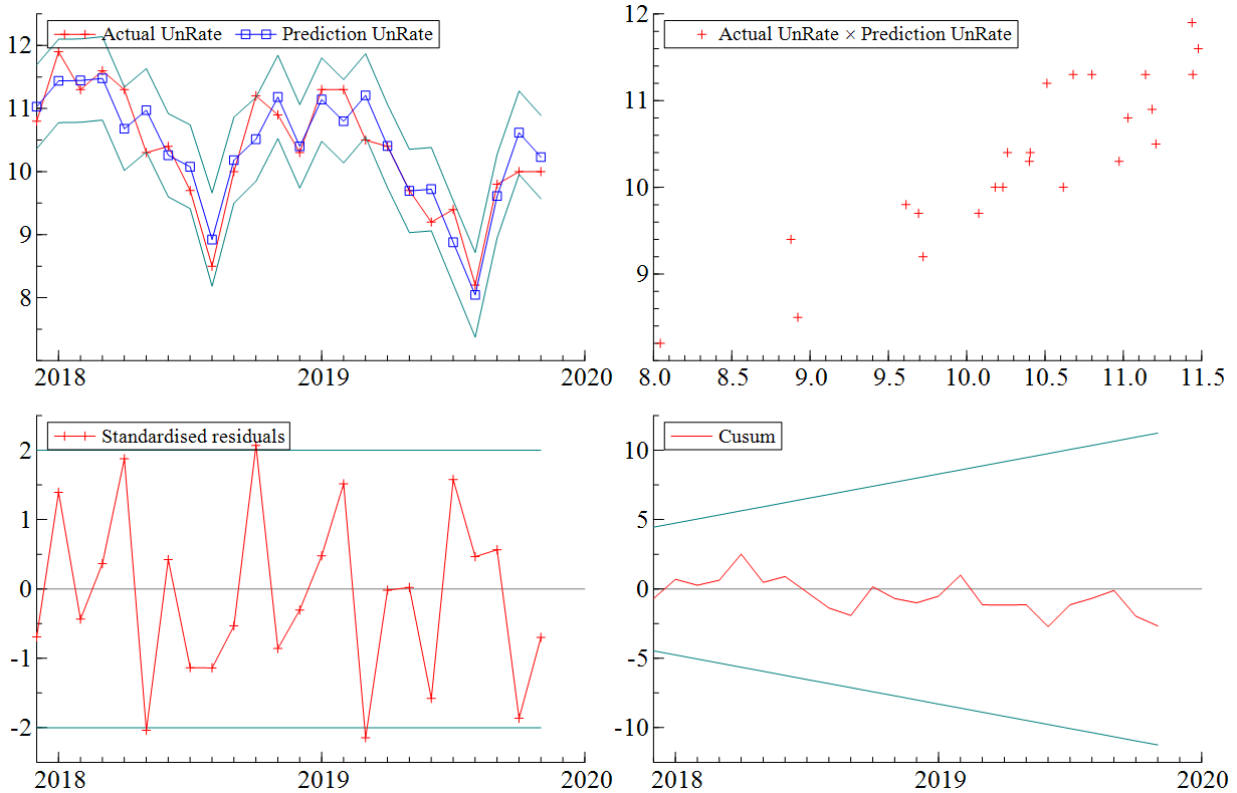 Actual UnRate Prediction UnRate
12
11
10
9
8
2018 2019 2020
Actual UnRate × Prediction UnRate
12
11
10
9
8.0 8.5 9.0 9.5 10.0 10.5 11.0 11.5
Standardised residuals
2
1
0
-1
-2
2018 2019 2020
Cusum
10
5
0
-5
-10
2018 2019 2020